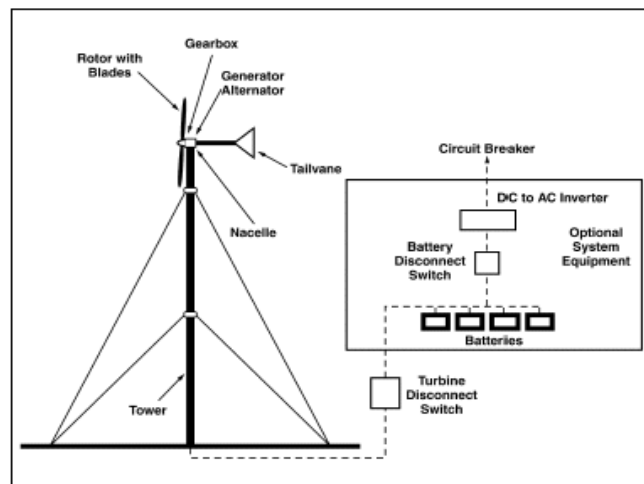 Gearbox
Rotor with
Blades
Generator
Alternator
Tailvane
Nacelle
Tower
Circuit Breaker
DC to AC Inverter
Battery
Disconnect
Switch
Optional
System
Equipment
Batteries
Turbine
Disconnect
Switch